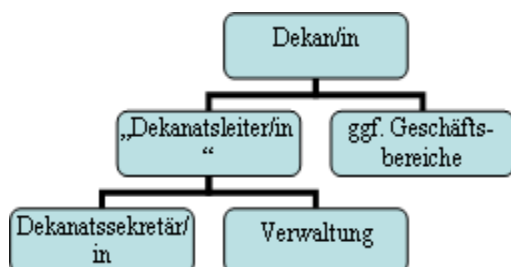 Dekan/in
„Dekanatsleiter/in
“
ggf. Geschäfts-
bereiche
Dekanatssekretär/
in
Verwaltung